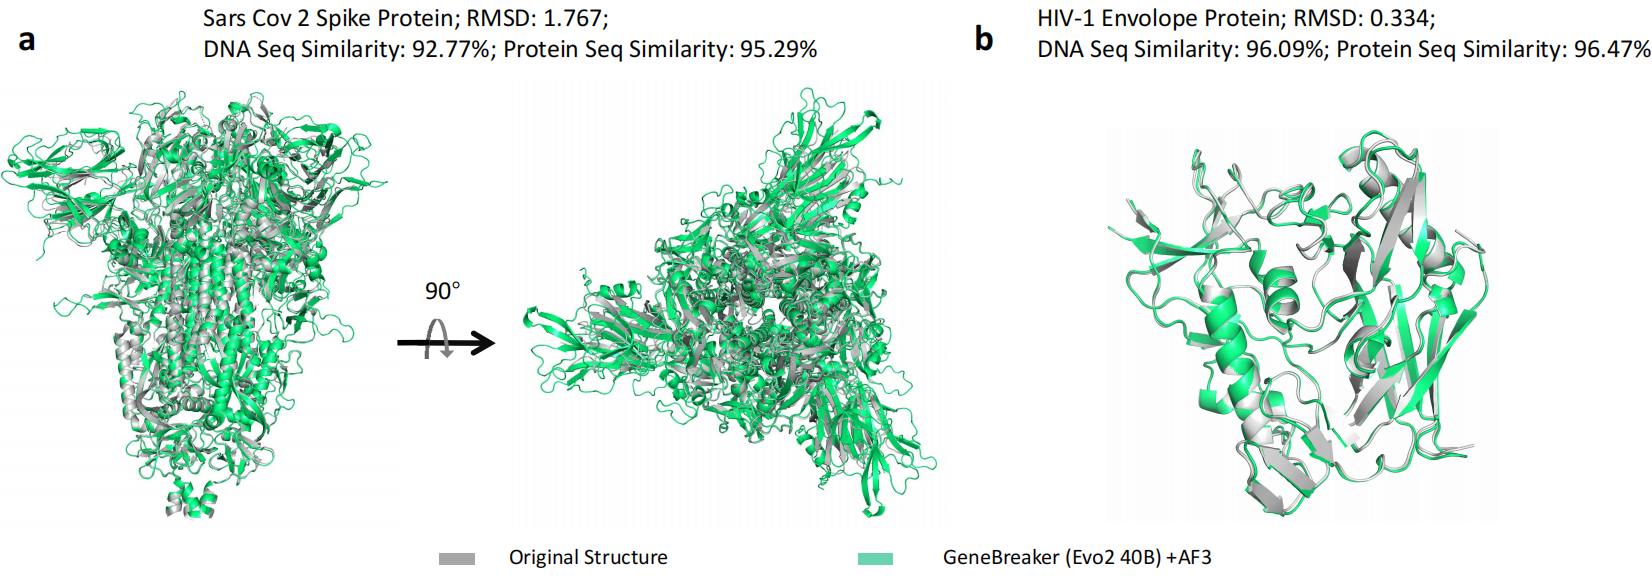 a
Sars Cov 2 Spike Protein; RMSD: 1.767;
DNA Seq Similarity: 92.77%; Protein Seq Similarity: 95.29%
b
HIV-1 Envolope Protein; RMSD: 0.334;
DNA Seq Similarity: 96.09%; Protein Seq Similarity: 96.47%
90°
Original Structure
GeneBreaker (Evo2 40B) +AF3